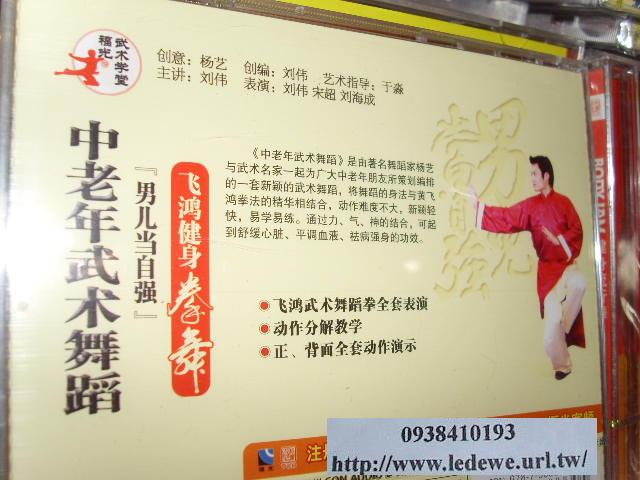 武术学堂
福光
创意：杨艺 创编：刘伟 艺术指导：于淼
主讲：刘伟 表演：刘伟 宋超 刘海成
中老年武术舞蹈
『男儿当自强』
飞鸿健身拳舞
《中老年武术舞蹈》是由著名舞蹈家杨艺
与武术名家一起为广大中老年朋友所策划编排
的一套新颖的武术舞蹈，将舞蹈的身法与黄飞
鸿拳法的精华相结合，动作难度不大，新颖轻
快，易学易练。通过力、气、神的结合，可起
到舒缓心脏、平调血液、祛病强身的功效。
男儿
当自强
●飞鸿武术舞蹈拳全套表演
●动作分解教学
●正、背面全套动作演示
0938410193
http://www.ledewe.url.tw/